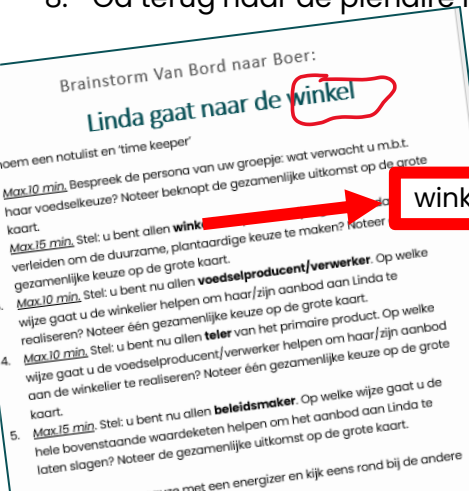 8. Ga terug naar de plenaire
Brainstorm Van Bord naar Boer:
Linda gaat naar de winkel
noem een notulist en 'time keeper'
Max.10 min. Bespreek de persona van uw groepje: wat verwacht u m.b.t.
haar voedselkeuze? Noteer beknopt de gezamenlijke uitkomst op de grote
kaart.
Max.15 min. Stel: u bent allen
verleiden om de duurzame, plantaardige keuze te maken? Noteer
gezamenlijke keuze op de grote kaart.
Max.10 min. Stel: u bent nu allen voedselproducent/verwerker. Op welke
wijze gaat u de winkelier helpen om haar/zijn aanbod aan Linda te
realiseren? Noteer één gezamenlijke keuze op de grote kaart.
4. Max.10 min. Stel: u bent nu allen teler van het primaire product. Op welke
wijze gaat u de voedselproducent/verwerker helpen om haar/zijn aanbod
aan de winkelier te realiseren? Noteer één gezamenlijke keuze op de grote
kaart.
5. Max.15 min. Stel: u bent nu allen beleidsmaker. Op welke wijze gaat u de
hele bovenstaande waardeketen helpen om het aanbod aan Linda te
laten slagen? Noteer de gezamenlijke uitkomst op de grote kaart.
met een energizer en kijk eens rond bij de andere
wink